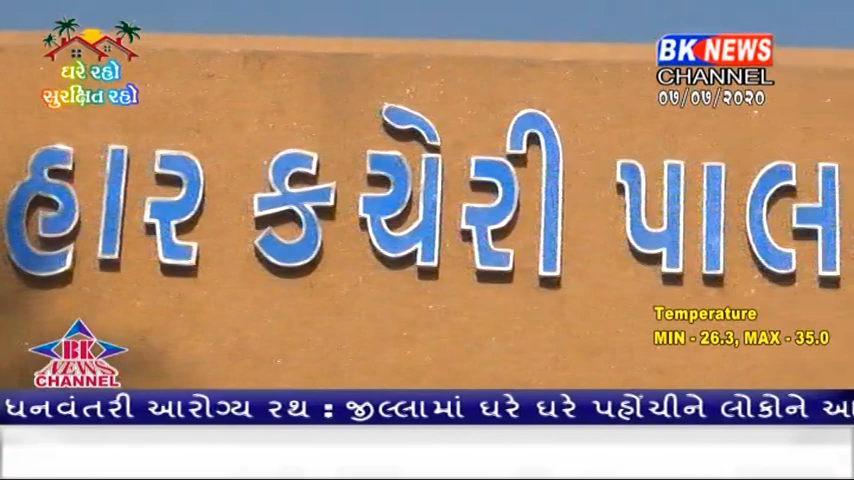 ઘરે રહો
સુરક્ષિત રહો
BK NEWS
CHANNEL
૦૭/૦૭/૨૦૨૦
હાર કચેરી પાલ
Temperature
MIN - 26.3, MAX - 35.0
BK
NEWS
CHANNEL
ધનવંતરી આરોગ્ય રથ : જીલ્લામાં ઘરે ઘરે પહોંચીને લોકોને આ